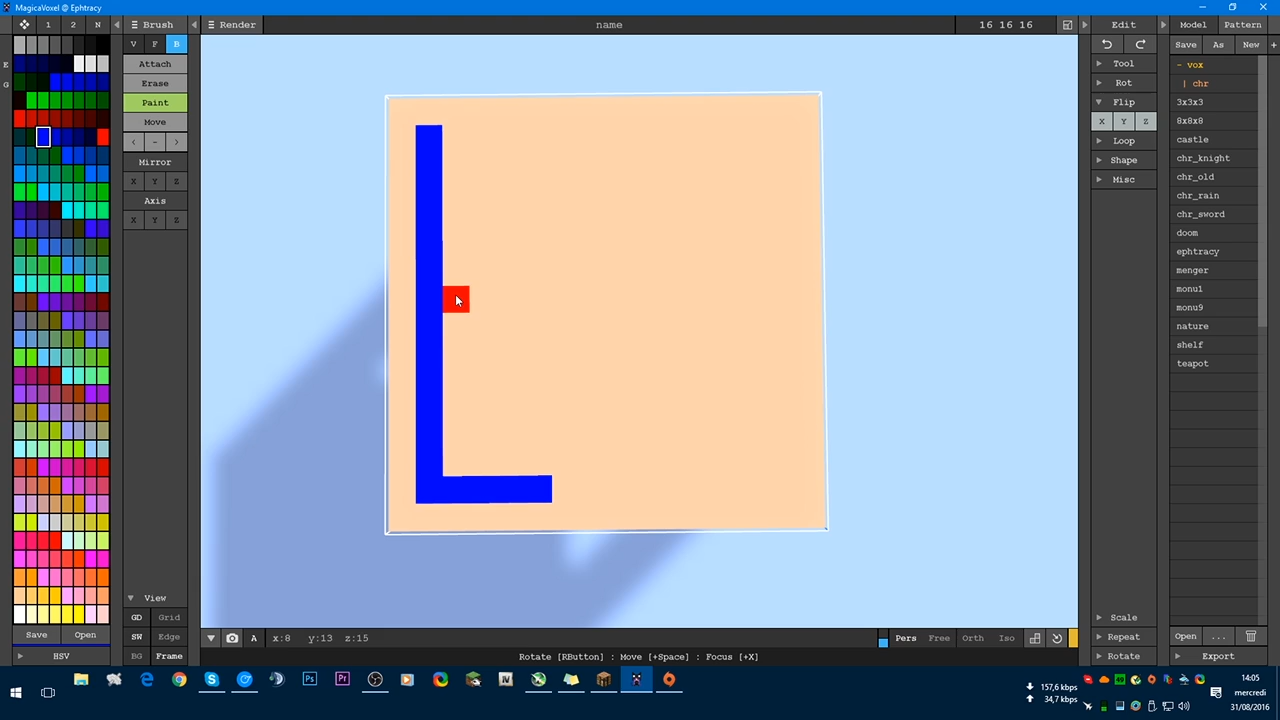 MagicaVoxel @ Ephtracy
1 2 N Brush Render name 16 16 16 Edit Model Pattern
V F B Save As New +
E Attach Tool - vox
G Erase Rot | chr
Paint Flip 3x3x3
Move X Y Z 8x8x8
< - > Loop castle
Mirror Shape chr_knight
X Y Z Misc chr_old
Axis chr_rain
X Y Z chr_sword
doom
ephtracy
menger
monu1
monu9
nature
shelf
teapot
View
GD Grid Scale
Save Open SW Edge A x:8 y:13 z:15 Pers Free Orth Iso Repeat Open ...
HSV BG Frame Rotate [RButton] : Move [+Space] : Focus [+X] Rotate Export
157,6 kbps
34,7 kbps
14:05
mercredi
31/08/2016